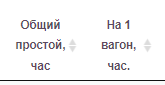 Общий
простой,
час
На 1
вагон,
час.